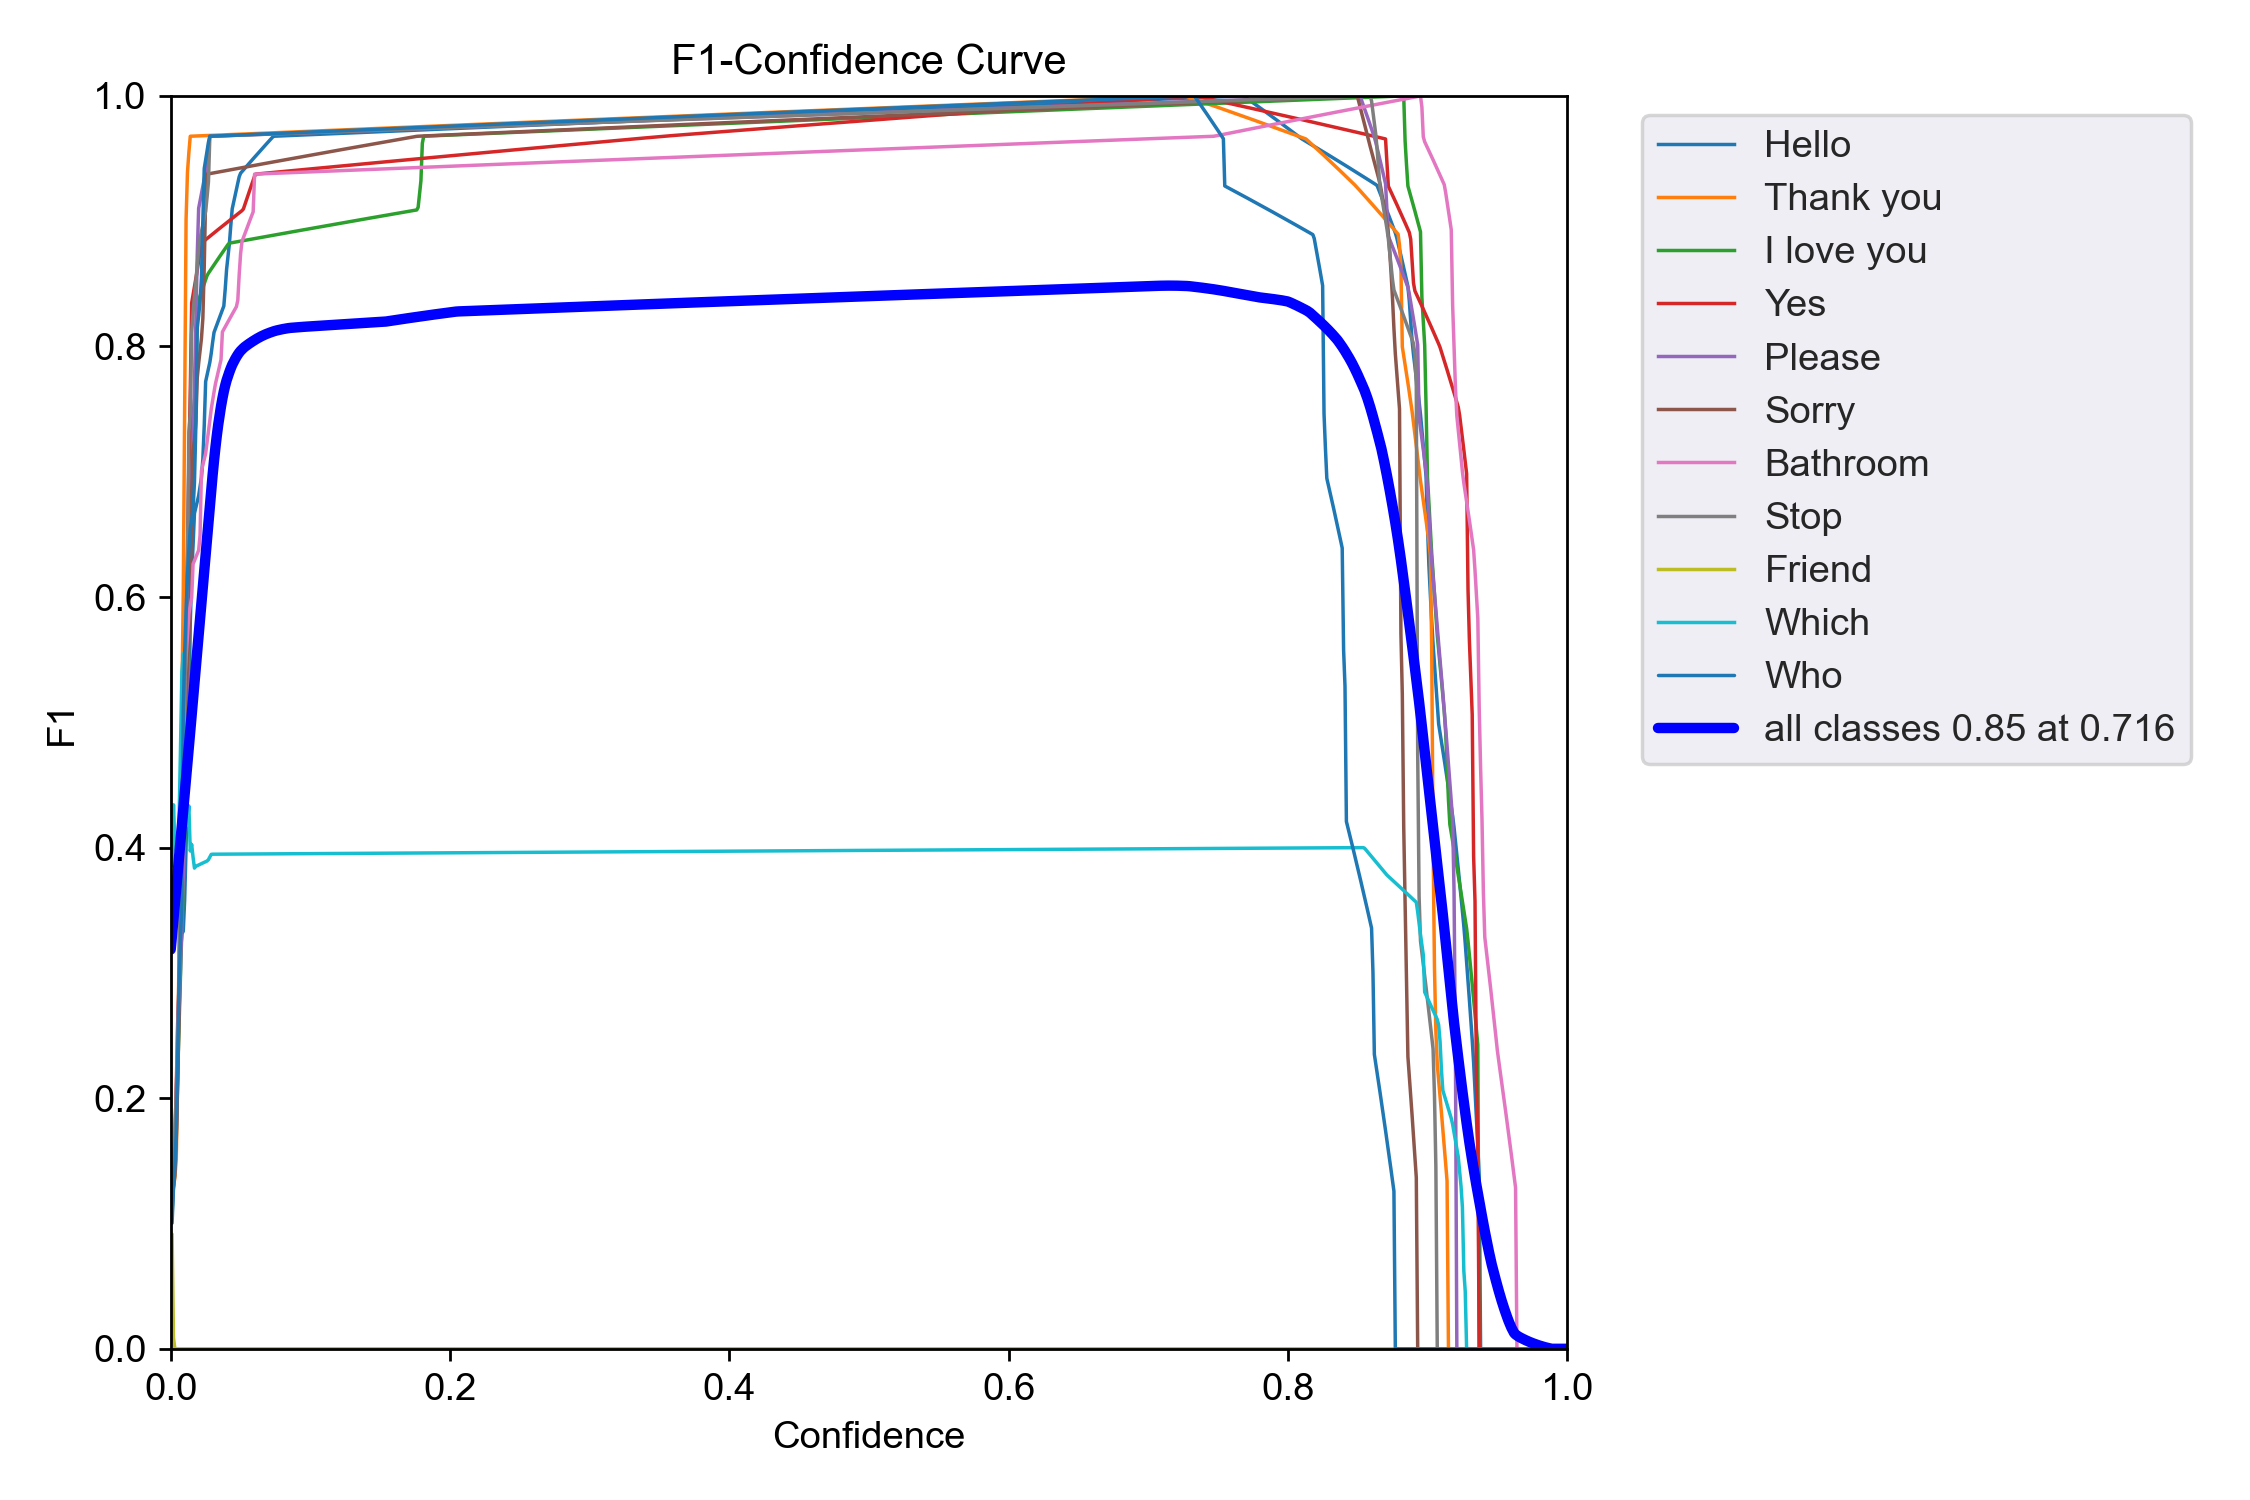 F1-Confidence Curve
1.0
0.8
0.6
0.4
0.2
0.0
F1
0.0 0.2 0.4 0.6 0.8 1.0
Confidence
Hello
Thank you
I love you
Yes
Please
Sorry
Bathroom
Stop
Friend
Which
Who
all classes 0.85 at 0.716